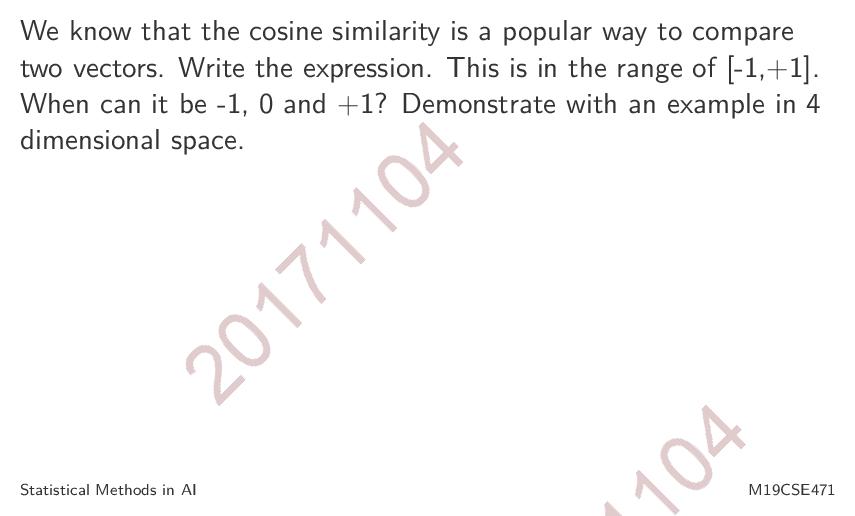 We know that the cosine similarity is a popular way to compare
two vectors. Write the expression. This is in the range of [-1,+1].
When can it be -1, 0 and +1? Demonstrate with an example in 4
dimensional space.
20171104
1104
Statistical Methods in AI
M19CSE471